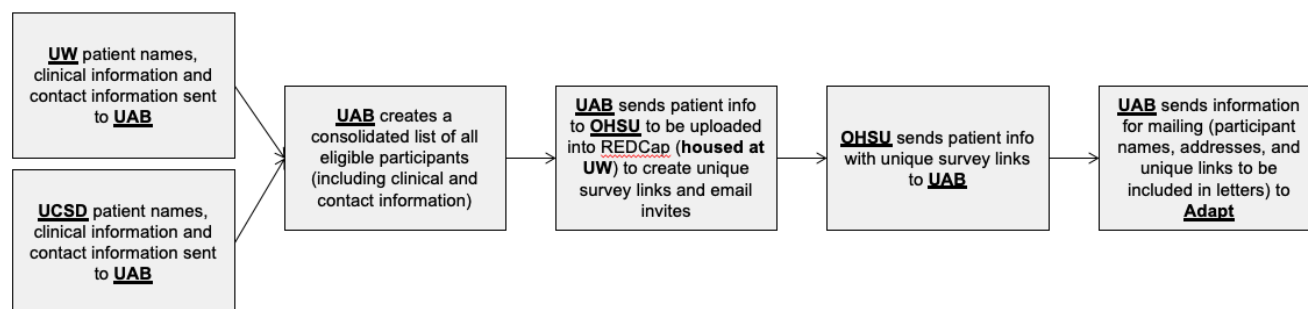 UW patient names,
clinical information and
contact information sent
to UAB
UCSD patient names,
clinical information and
contact information sent
to UAB
UAB creates a
consolidated list of all
eligible participants
(including clinical and
contact information)
UAB sends patient info
to OHSU to be uploaded
into REDCap (housed at
UW) to create unique
survey links and email
invites
OHSU sends patient info
with unique survey links
to UAB
UAB sends information
for mailing (participant
names, addresses, and
unique links to be
included in letters) to
Adapt